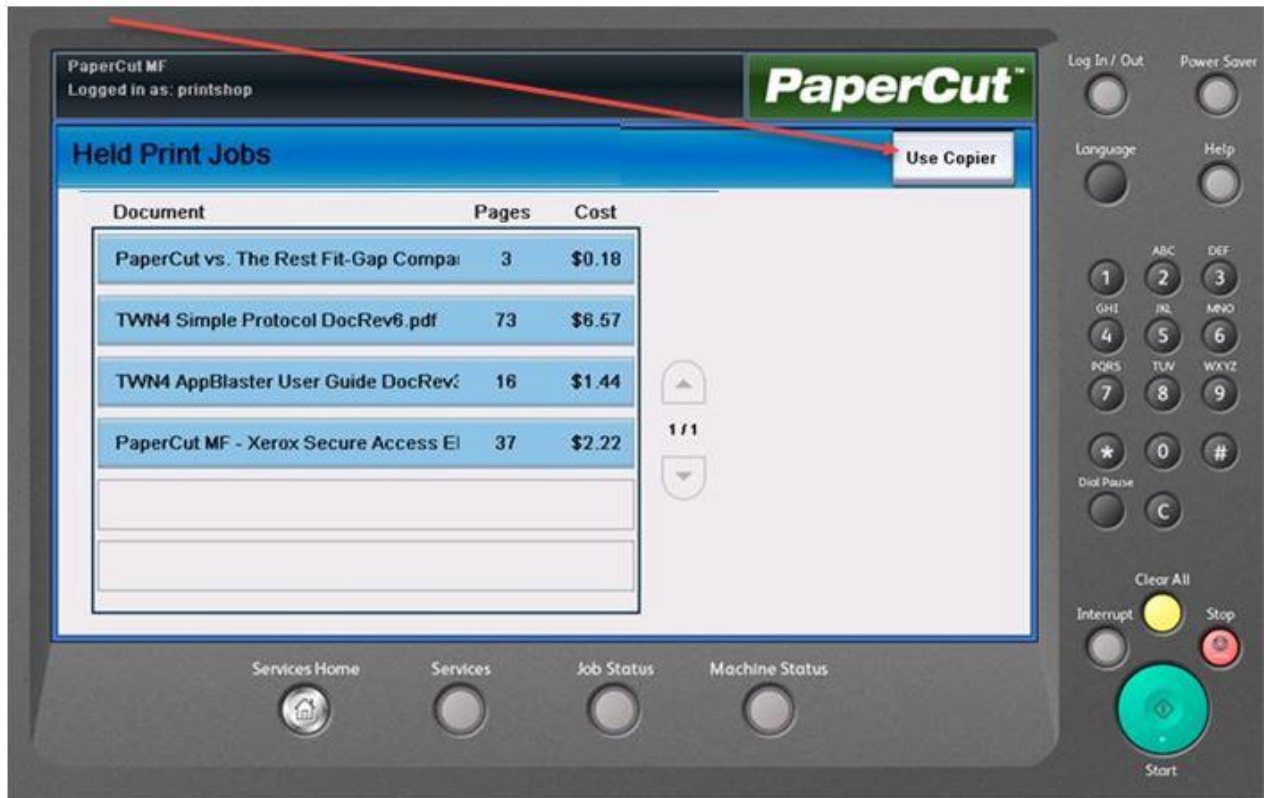 PaperCut MF
Logged in as: printshop
PaperCut™
Held Print Jobs
Use Copier
Document Pages Cost
PaperCut vs. The Rest Fit-Gap Compai 3 $0.18
TWN4 Simple Protocol DocRev6.pdf 73 $6.57
TWN4 AppBlaster User Guide DocRev3 16 $1.44
PaperCut MF - Xerox Secure Access El 37 $2.22
1 / 1
Services Home Services Job Status Machine Status
Log In / Out Power Saver
Language Help
ABC DEF
1 2 3
GHI JKL MNO
4 5 6
PQRS TUV WXYZ
7 8 9
* 0 #
Dial Pause
C
Clear All
Interrupt Stop
Start